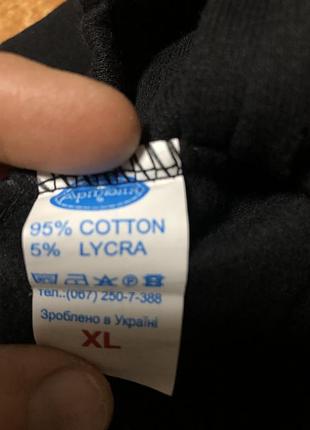 95% COTTON
5% LYCRA
тел.:(067) 250-7-388
Зроблено в Україні
XL